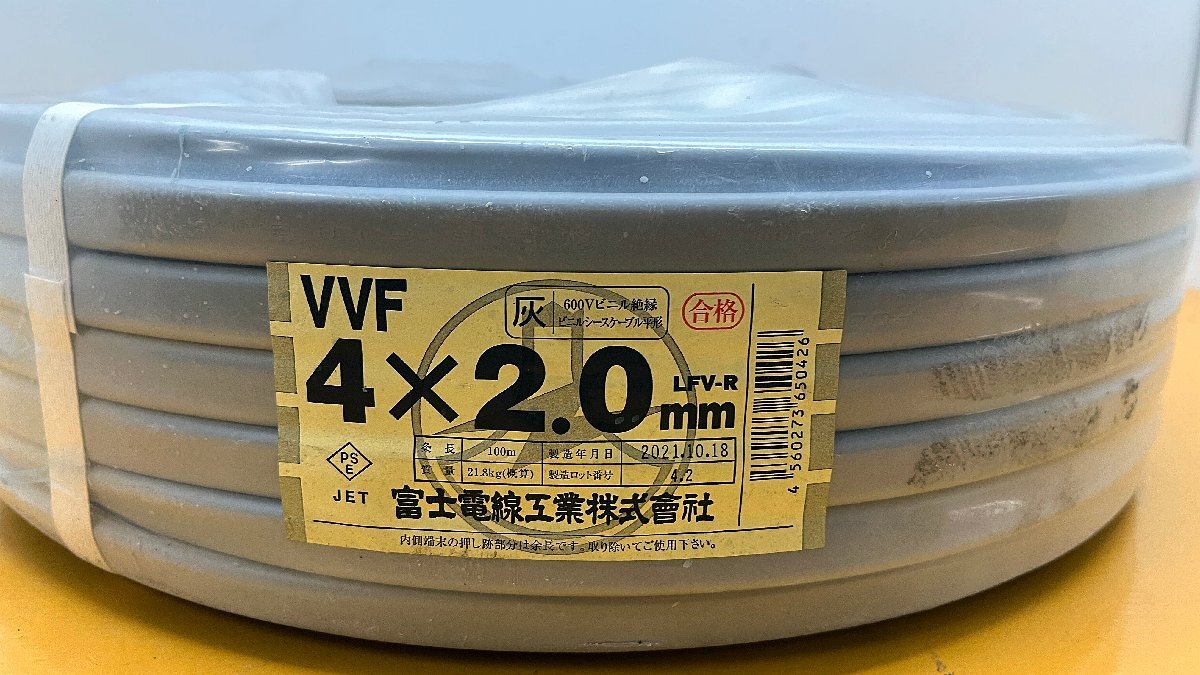 VVF
灰
600Vビニル絶縁
ビニルシースケーブル平形
合格
4×2.0mm
LFV-R
条長 100m 製造年月日 2021.10.18
質量 21.8kg(概算) 製造ロット番号 4.2
PSE
JET
富士電線工業株式會社
内側端末の押し跡部分は余長です。取り除いてご使用下さい。
4560273650426